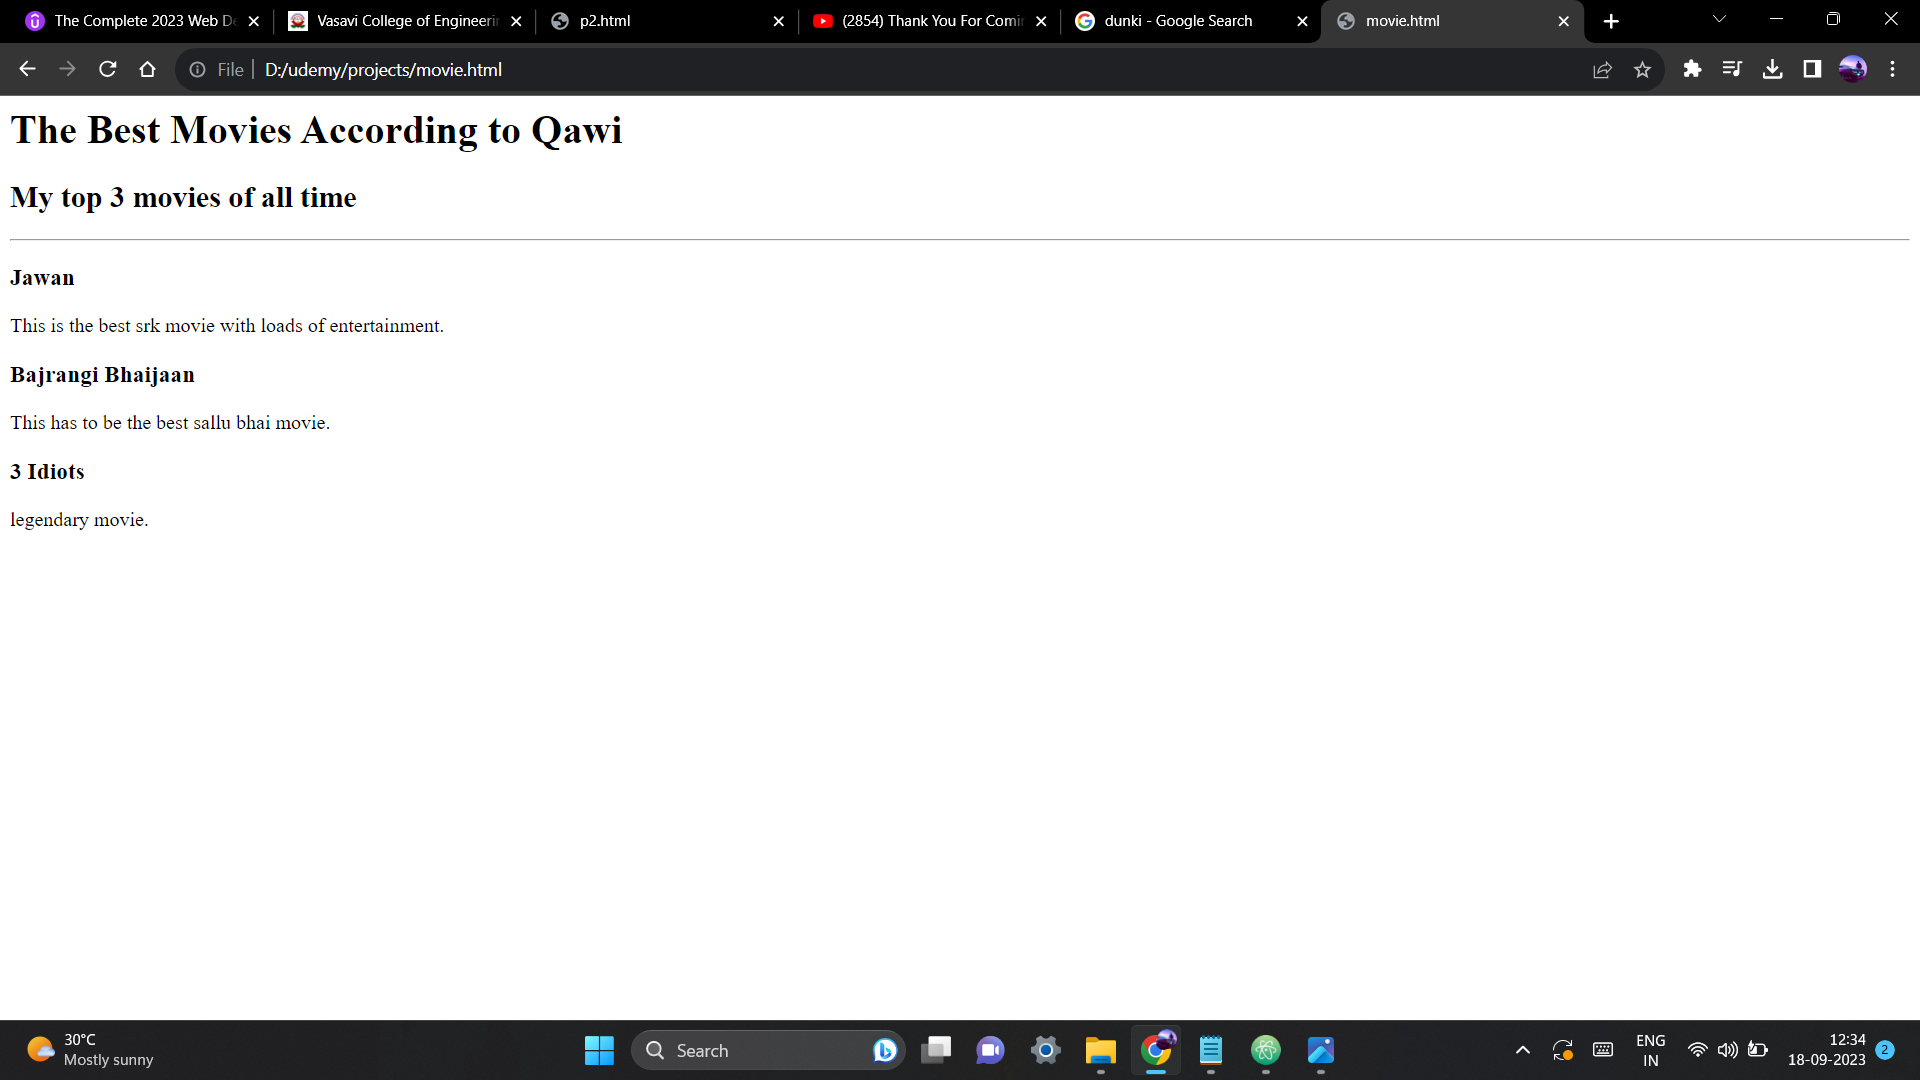 The Complete 2023 Web De
Vasavi College of Engineerin
p2.html
(2854) Thank You For Comin
dunki - Google Search
movie.html
File
D:/udemy/projects/movie.html
The Best Movies According to Qawi
My top 3 movies of all time
Jawan
This is the best srk movie with loads of entertainment.
Bajrangi Bhaijaan
This has to be the best sallu bhai movie.
3 Idiots
legendary movie.
30°C
Mostly sunny
Search
ENG
IN
12:34
18-09-2023
2